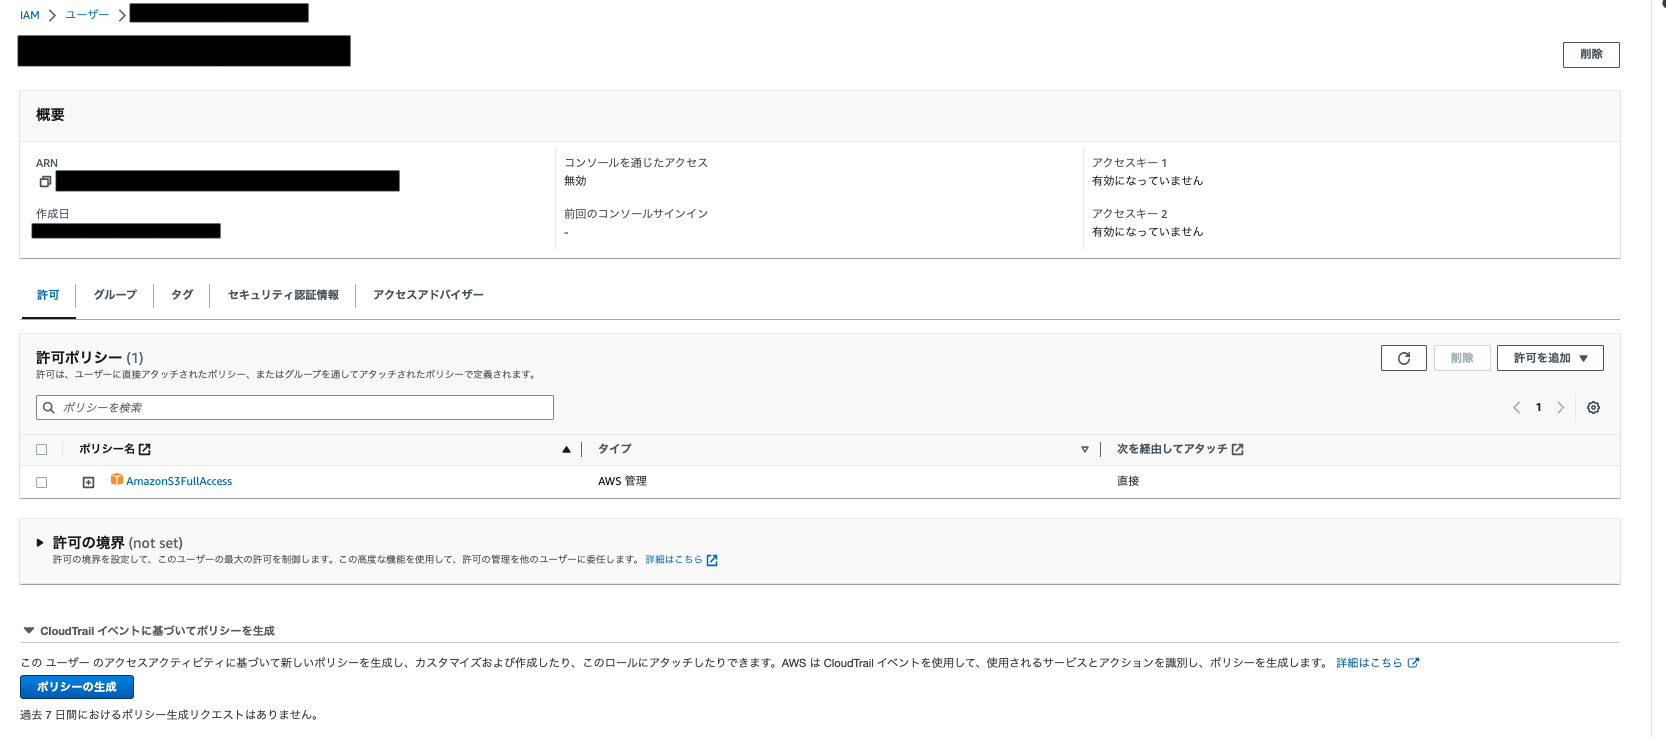 IAM > ユーザー >
削除
概要
ARN
コンソールを通じたアクセス
無効
アクセスキー 1
有効になっていません
作成日
前回のコンソールサインイン
-
アクセスキー 2
有効になっていません
許可 グループ タグ セキュリティ認証情報 アクセスアドバイザー
許可ポリシー (1)
許可は、ユーザーに直接アタッチされたポリシー、またはグループを通してアタッチされたポリシーで定義されます。
削除 許可を追加
ポリシーを検索
1
ポリシー名 タイプ 次を経由してアタッチ
AmazonS3FullAccess AWS 管理 直接
許可の境界 (not set)
許可の境界を設定して、このユーザーの最大の許可を制御します。この高度な機能を使用して、許可の管理を他のユーザーに委任します。 詳細はこちら
CloudTrail イベントに基づいてポリシーを生成
この ユーザー のアクセスアクティビティに基づいて新しいポリシーを生成し、カスタマイズおよび作成したり、このロールにアタッチしたりできます。AWS は CloudTrail イベントを使用して、使用されるサービスとアクションを識別し、ポリシーを生成します。 詳細はこちら
ポリシーの生成
過去 7 日間におけるポリシー生成リクエストはありません。